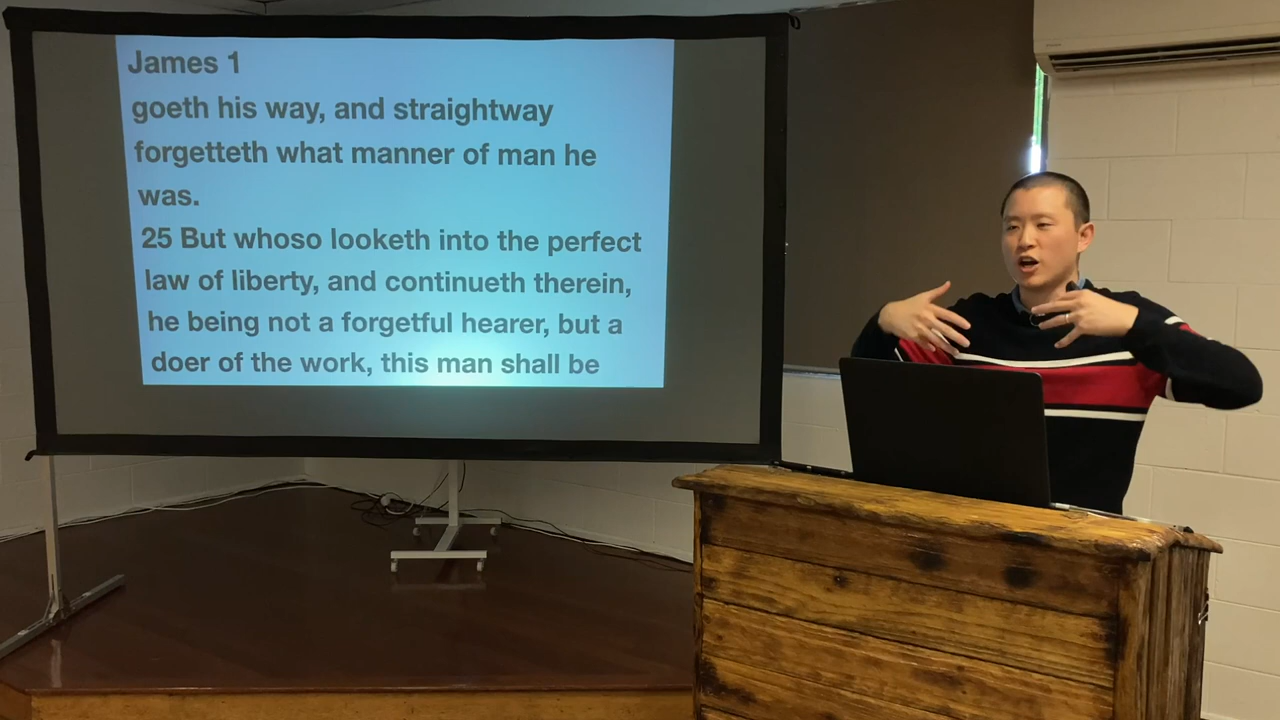 James 1
goeth his way, and straightway
forgetteth what manner of man he
was.
25 But whoso looketh into the perfect
law of liberty, and continueth therein,
he being not a forgetful hearer, but a
doer of the work, this man shall be